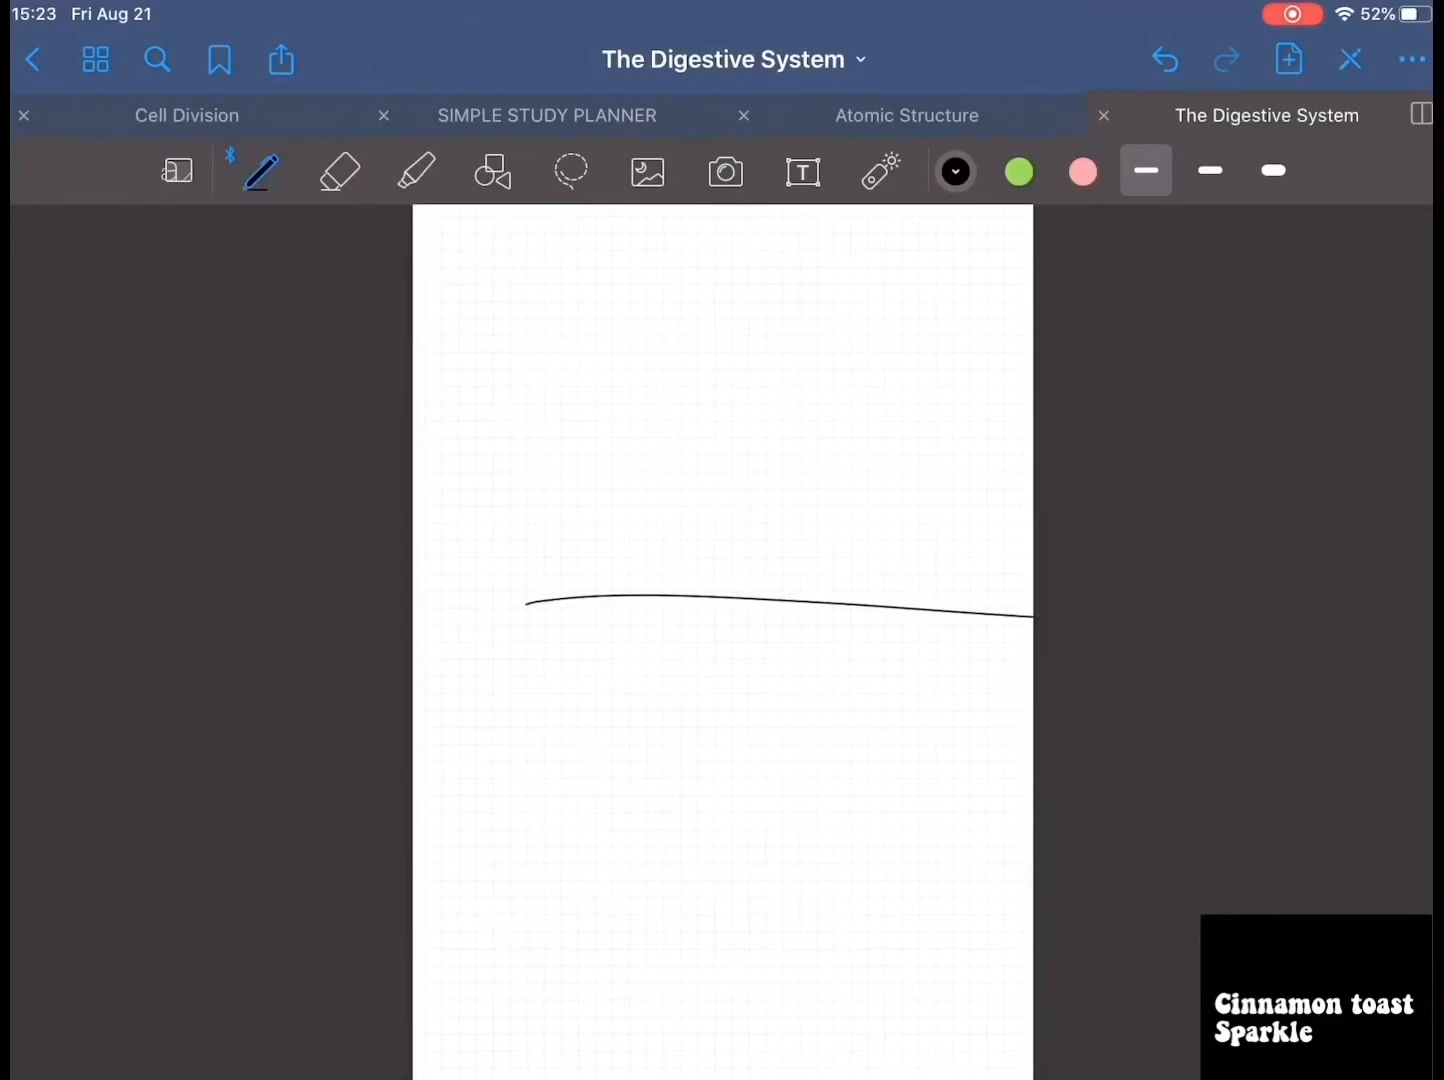 15:23 Fri Aug 21
52%
The Digestive System
Cell Division
SIMPLE STUDY PLANNER
Atomic Structure
The Digestive System
T
Cinnamon toast
Sparkle